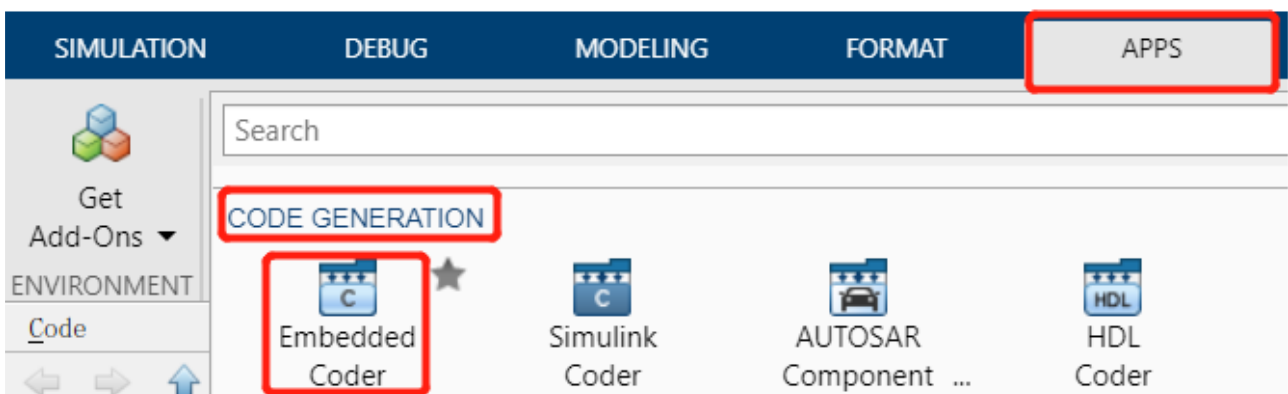 SIMULATION DEBUG MODELING FORMAT APPS
Search
Get
Add-Ons
ENVIRONMENT
Code
CODE GENERATION
C C HDL
Embedded Simulink AUTOSAR HDL
Coder Coder Component ... Coder